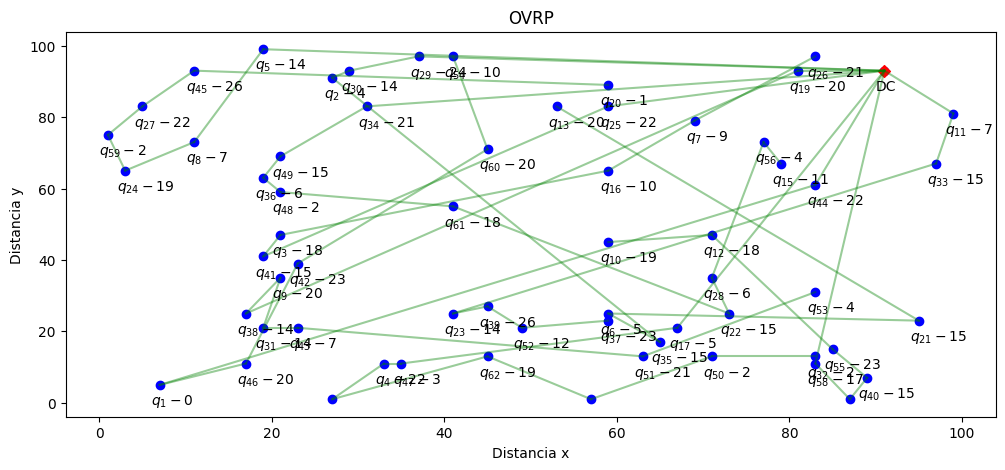 OVRP
Distancia y
100
80
60
40
20
0
q5 − 14
q29 − 24
q54 − 10
q26 − 21
q45 − 26
q30 − 14
q2 − 4
q19 − 20
DC
q20 − 1
q27 − 22
q34 − 21
q13 − 20
q25 − 22
q7 − 9
q11 − 7
q59 − 2
q8 − 7
q49 − 15
q60 − 20
q56 − 4
q24 − 19
q36 − 6
q16 − 10
q15 − 11
q33 − 15
q48 − 2
q44 − 22
q61 − 18
q3 − 18
q10 − 19
q12 − 18
q41 − 15
q42 − 23
q9 − 20
q28 − 6
q53 − 4
q38 − 14
q23 − 14
q39 − 26
q6 − 5
q37 − 23
q22 − 15
q21 − 15
q31 − 14
− 7
q52 − 12
q17 − 5
q35 − 15
q46 − 20
q4 − 22
− 3
q62 − 19
q51 − 21
q50 − 2
q32 − 2
q55 − 23
q58 − 17
q1 − 0
q40 − 15
0 20 40 60 80 100
Distancia x